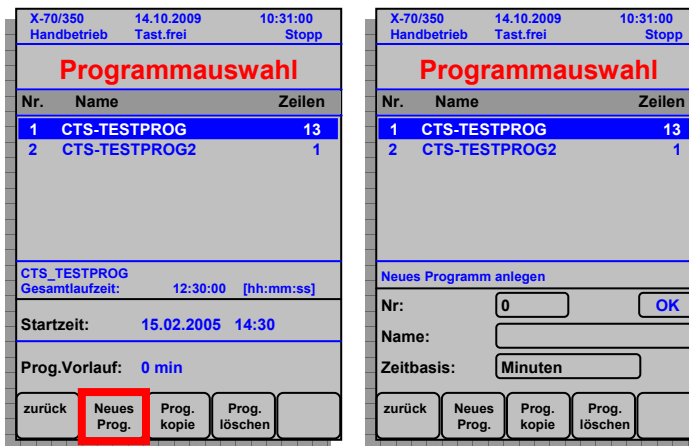 X-70/350 14.10.2009 10:31:00
Handbetrieb Tast.frei Stopp
Programmauswahl
Nr. Name Zeilen
1 CTS-TESTPROG 13
2 CTS-TESTPROG2 1
CTS_TESTPROG
Gesamtlaufzeit: 12:30:00 [hh:mm:ss]
Startzeit: 15.02.2005 14:30
Prog.Vorlauf: 0 min
zurück Neues Prog. Prog.
Prog. kopie löschen
X-70/350 14.10.2009 10:31:00
Handbetrieb Tast.frei Stopp
Programmauswahl
Nr. Name Zeilen
1 CTS-TESTPROG 13
2 CTS-TESTPROG2 1
Neues Programm anlegen
Nr: 0 OK
Name:
Zeitbasis: Minuten
zurück Neues Prog. Prog.
Prog. kopie löschen